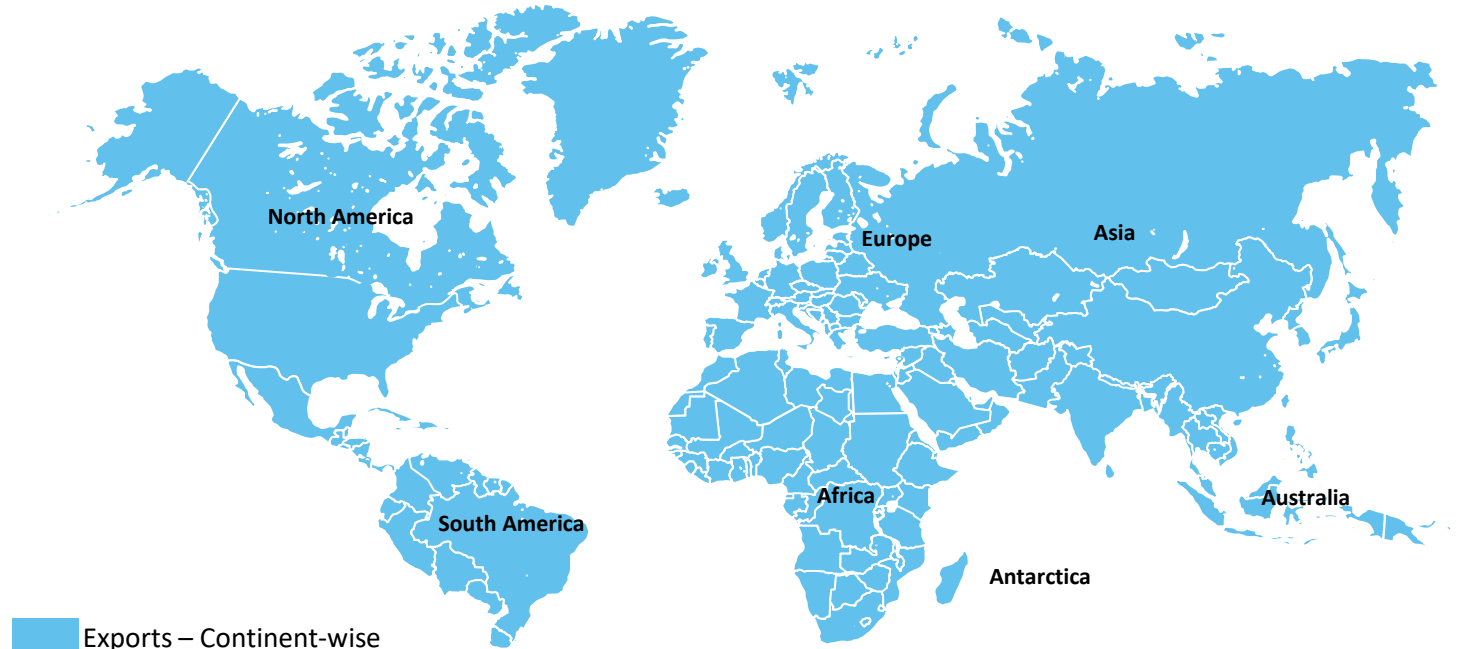 North America
Europe
Asia
Africa
Australia
South America
Antarctica
Exports – Continent-wise